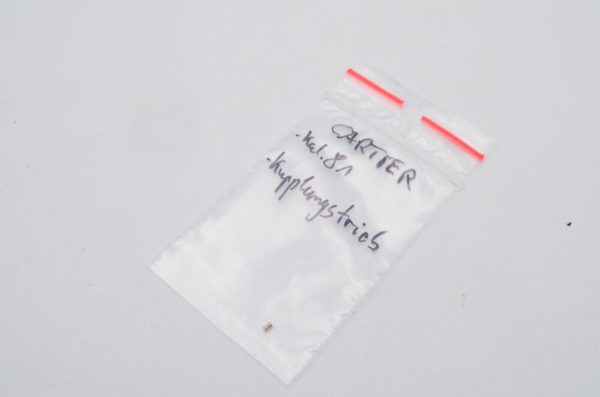 CARTIER
-Kal. 81
-Kupplungstrieb